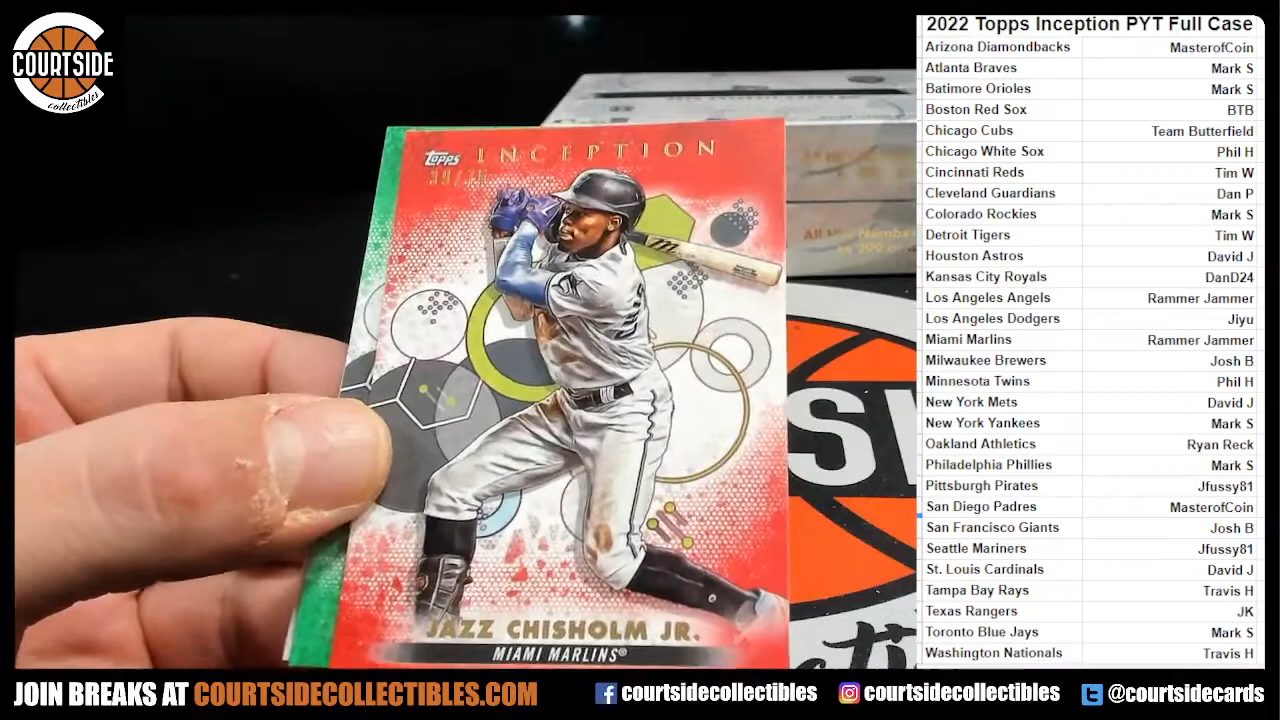 COURTSIDE
collectibles
Topps INCEPTION
JAZZ CHISHOLM JR.
MIAMI MARLINS®
2022 Topps Inception PYT Full Case
Arizona Diamondbacks MasterofCoin
Atlanta Braves Mark S
Batimore Orioles Mark S
Boston Red Sox BTB
Chicago Cubs Team Butterfield
Chicago White Sox Phil H
Cincinnati Reds Tim W
Cleveland Guardians Dan P
Colorado Rockies Mark S
Detroit Tigers Tim W
Houston Astros David J
Kansas City Royals DanD24
Los Angeles Angels Rammer Jammer
Los Angeles Dodgers Jiyu
Miami Marlins Rammer Jammer
Milwaukee Brewers Josh B
Minnesota Twins Phil H
New York Mets David J
New York Yankees Mark S
Oakland Athletics Ryan Reck
Philadelphia Phillies Mark S
Pittsburgh Pirates Jfussy81
San Diego Padres MasterofCoin
San Francisco Giants Josh B
Seattle Mariners Jfussy81
St. Louis Cardinals David J
Tampa Bay Rays Travis H
Texas Rangers JK
Toronto Blue Jays Mark S
Washington Nationals Travis H
JOIN BREAKS AT COURTSIDECOLLECTIBLES.COM
courtsidecollectibles
courtsidecollectibles
@courtsidecards